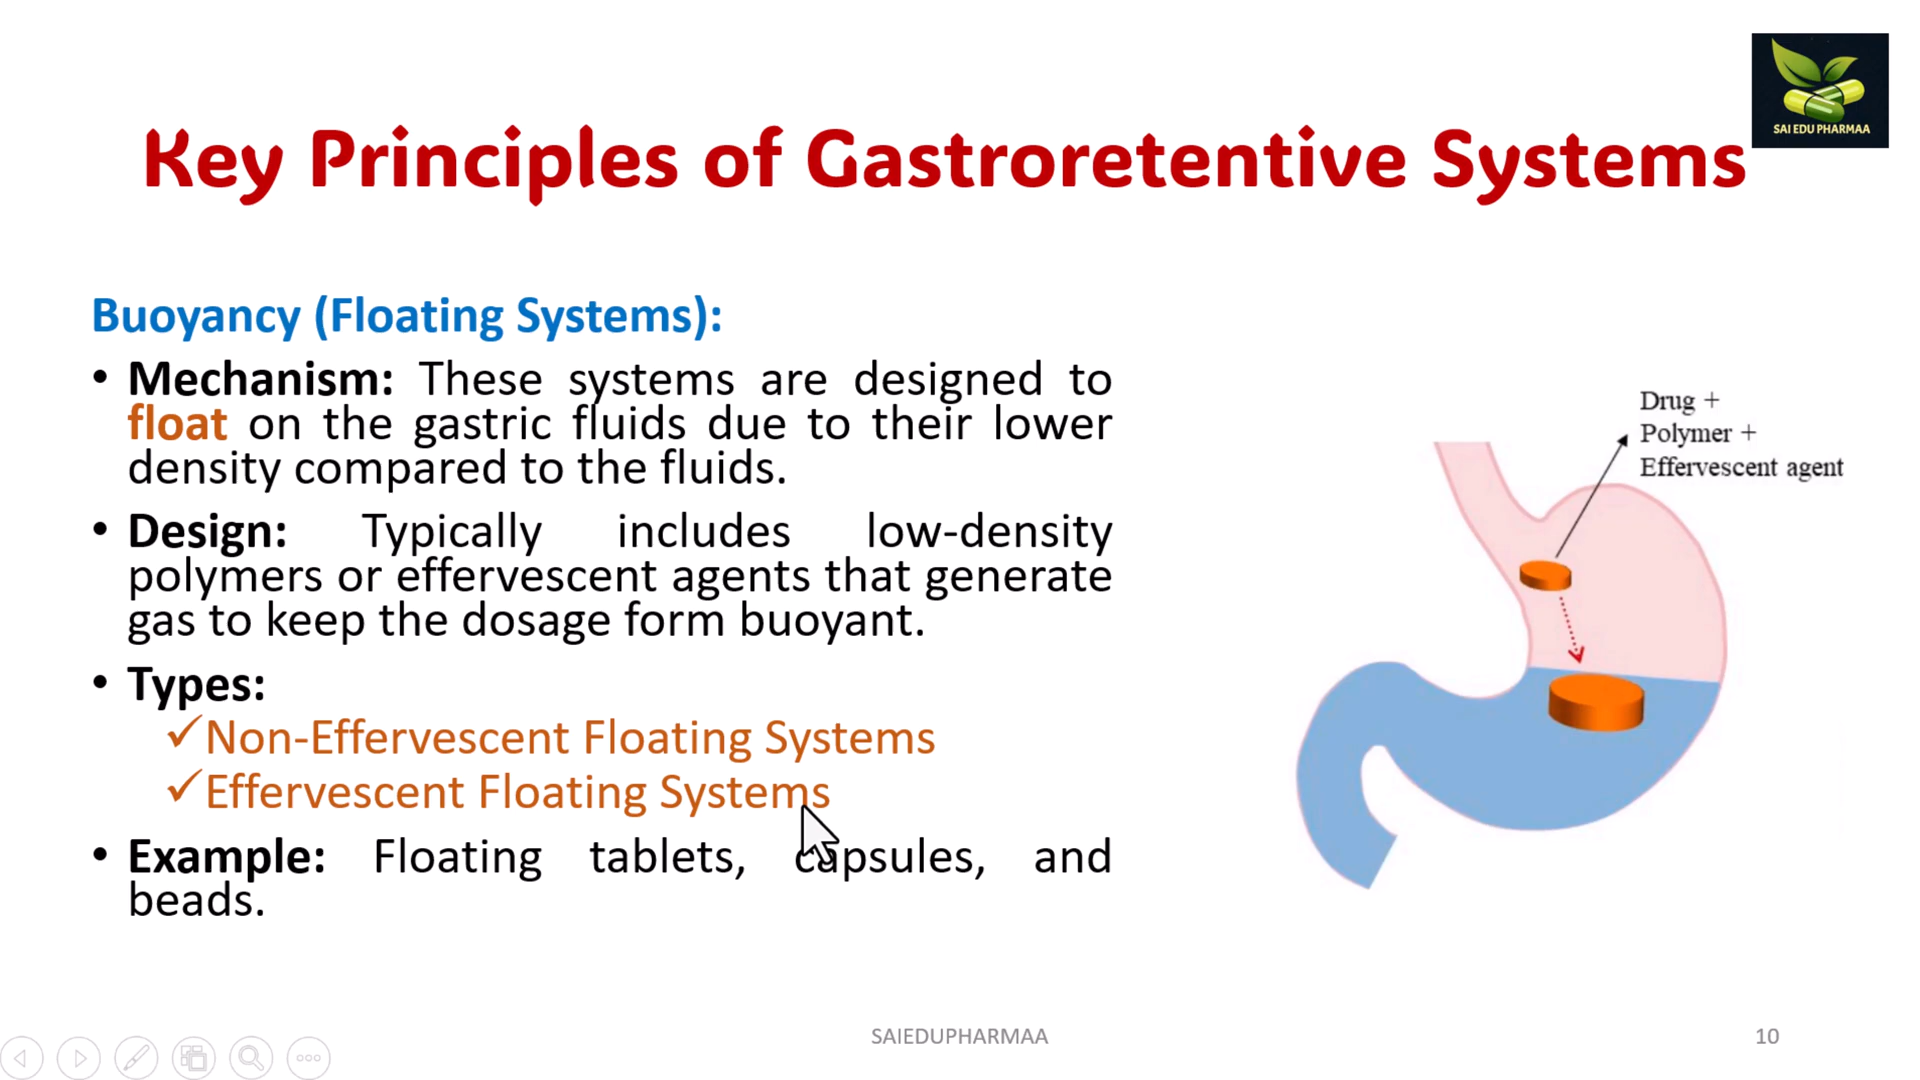 SAI EDU PHARMAA
Key Principles of Gastroretentive Systems
Buoyancy (Floating Systems):
• Mechanism: These systems are designed to
float on the gastric fluids due to their lower
density compared to the fluids.
• Design: Typically includes low-density
polymers or effervescent agents that generate
gas to keep the dosage form buoyant.
• Types:
✓Non-Effervescent Floating Systems
✓Effervescent Floating Systems
• Example: Floating tablets, capsules, and
beads.
Drug +
Polymer +
Effervescent agent
SAIEDUPHARMAA
10